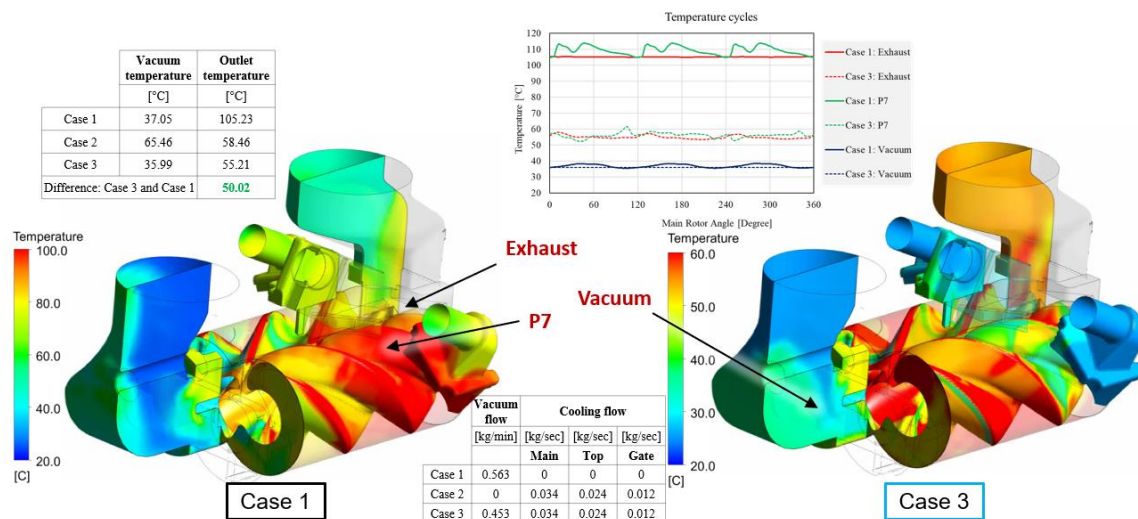 Vacuum temperature Outlet temperature
[°C] [°C]
Case 1 37.05 105.23
Case 2 65.46 58.46
Case 3 35.99 55.21
Difference: Case 3 and Case 1 50.02
Temperature cycles
Temperature [°C]
120
110
100
90
80
70
60
50
40
30
20
0 60 120 180 240 300 360
Main Rotor Angle [Degree]
Case 1: Exhaust
Case 3: Exhaust
Case 1: P7
Case 3: P7
Case 1: Vacuum
Case 3: Vacuum
Temperature
100.0
80.0
60.0
40.0
20.0
[C]
Exhaust
P7
Vacuum
Temperature
60.0
50.0
40.0
30.0
20.0
[C]
Vacuum flow Cooling flow
[kg/min] [kg/sec] [kg/sec] [kg/sec]
Main Top Gate
Case 1 0.563 0 0 0
Case 2 0 0.034 0.024 0.012
Case 3 0.453 0.034 0.024 0.012
Case 1
Case 3